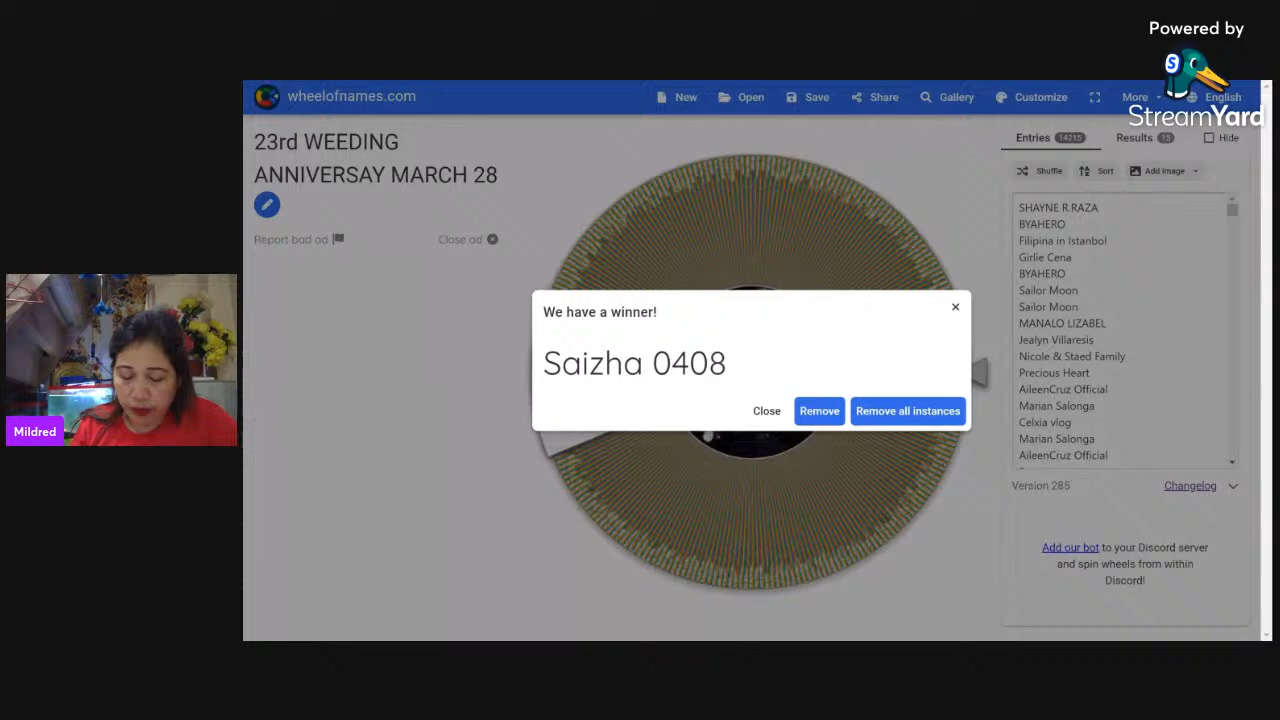 Powered by
StreamYard
wheelofnames.com
New
Open
Save
Share
Gallery
Customize
More
English
23rd WEEDING
ANNIVERSAY MARCH 28
Report bad ad
Close ad
Entries 14215
Results 15
Hide
Shuffle
Sort
Add Image
SHAYNE R.RAZA
BYAHERO
Filipina in Istanbol
Girlie Cena
BYAHERO
Sailor Moon
Sailor Moon
MANALO LIZABEL
Jealyn Villaresis
Nicole & Staed Family
Precious Heart
AileenCruz Official
Marian Salonga
Celxia vlog
Marian Salonga
AileenCruz Official
We have a winner!
Saizha 0408
Close
Remove
Remove all instances
Mildred
Version 285
Changelog
Add our bot to your Discord server
and spin wheels from within
Discord!